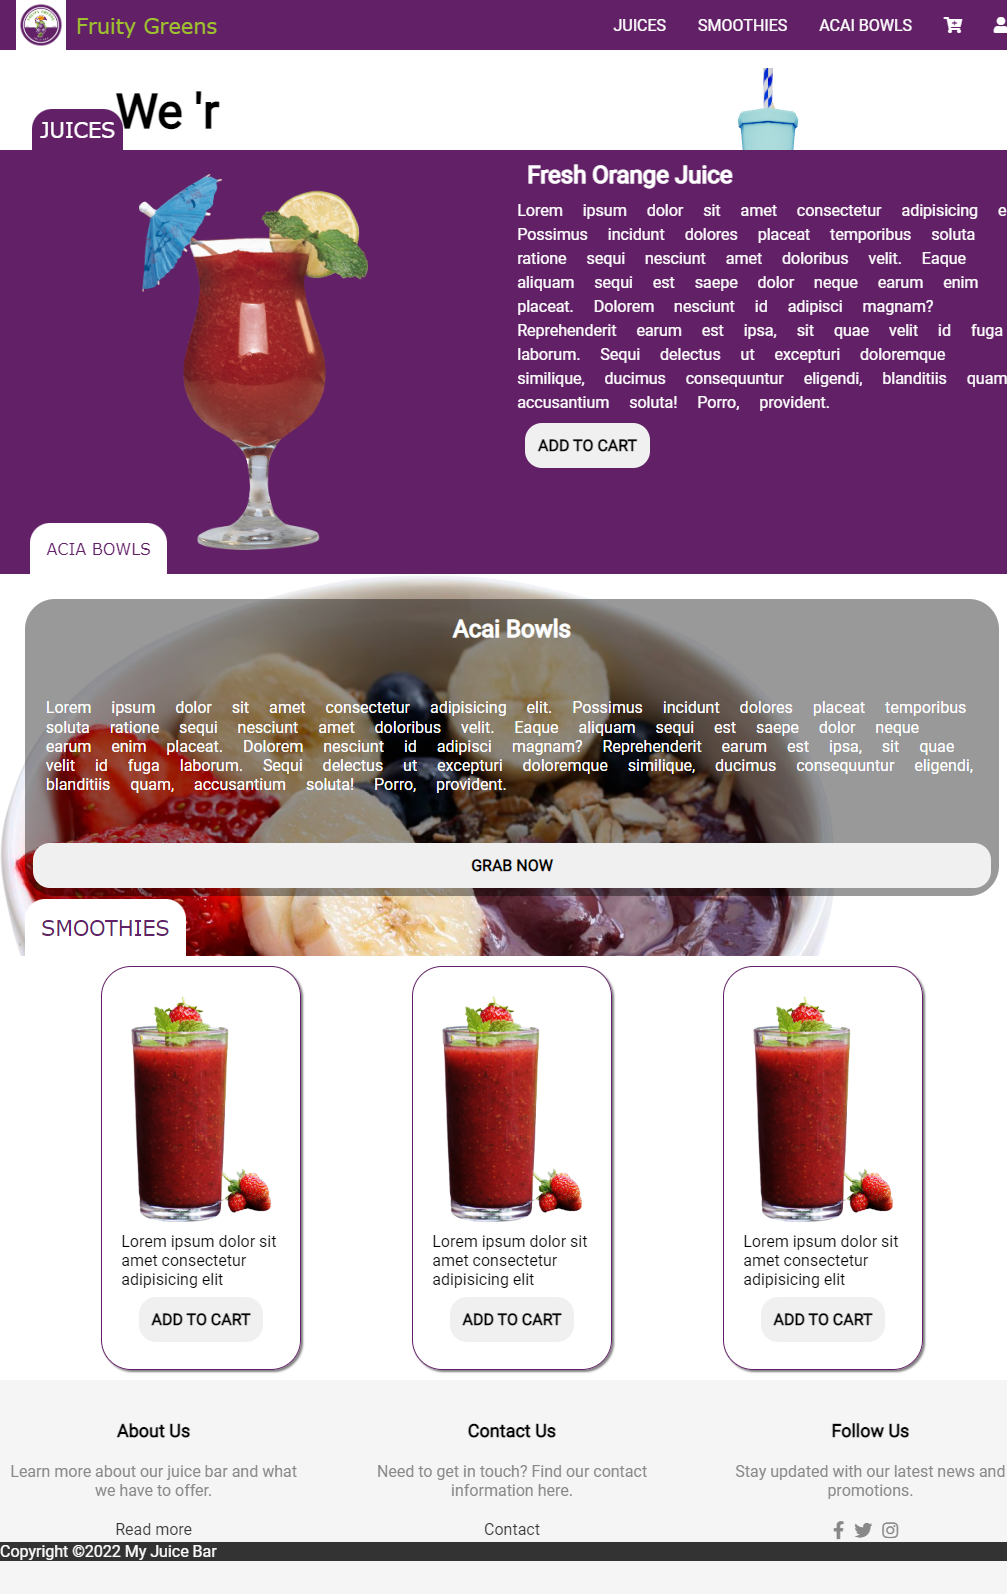 Fruity Greens
JUICES SMOOTHIES ACAI BOWLS
We 'r
JUICES
Fresh Orange Juice
Lorem ipsum dolor sit amet consectetur adipisicing e
Possimus incidunt dolores placeat temporibus soluta
ratione sequi nesciunt amet doloribus velit. Eaque
aliquam sequi est saepe dolor neque earum enim
placeat. Dolorem nesciunt id adipisci magnam?
Reprehenderit earum est ipsa, sit quae velit id fuga
laborum. Sequi delectus ut excepturi doloremque
similique, ducimus consequuntur eligendi, blanditiis quam
accusantium soluta! Porro, provident.
ADD TO CART
ACIA BOWLS
Acai Bowls
Lorem ipsum dolor sit amet consectetur adipisicing elit. Possimus incidunt dolores placeat temporibus
soluta ratione sequi nesciunt amet doloribus velit. Eaque aliquam sequi est saepe dolor neque
earum enim placeat. Dolorem nesciunt id adipisci magnam? Reprehenderit earum est ipsa, sit quae
velit id fuga laborum. Sequi delectus ut excepturi doloremque similique, ducimus consequuntur eligendi,
blanditiis quam, accusantium soluta! Porro, provident.
GRAB NOW
SMOOTHIES
Lorem ipsum dolor sit
amet consectetur
adipisicing elit
ADD TO CART
Lorem ipsum dolor sit
amet consectetur
adipisicing elit
ADD TO CART
Lorem ipsum dolor sit
amet consectetur
adipisicing elit
ADD TO CART
About Us
Learn more about our juice bar and what
we have to offer.
Read more
Contact Us
Need to get in touch? Find our contact
information here.
Contact
Follow Us
Stay updated with our latest news and
promotions.
Copyright ©2022 My Juice Bar